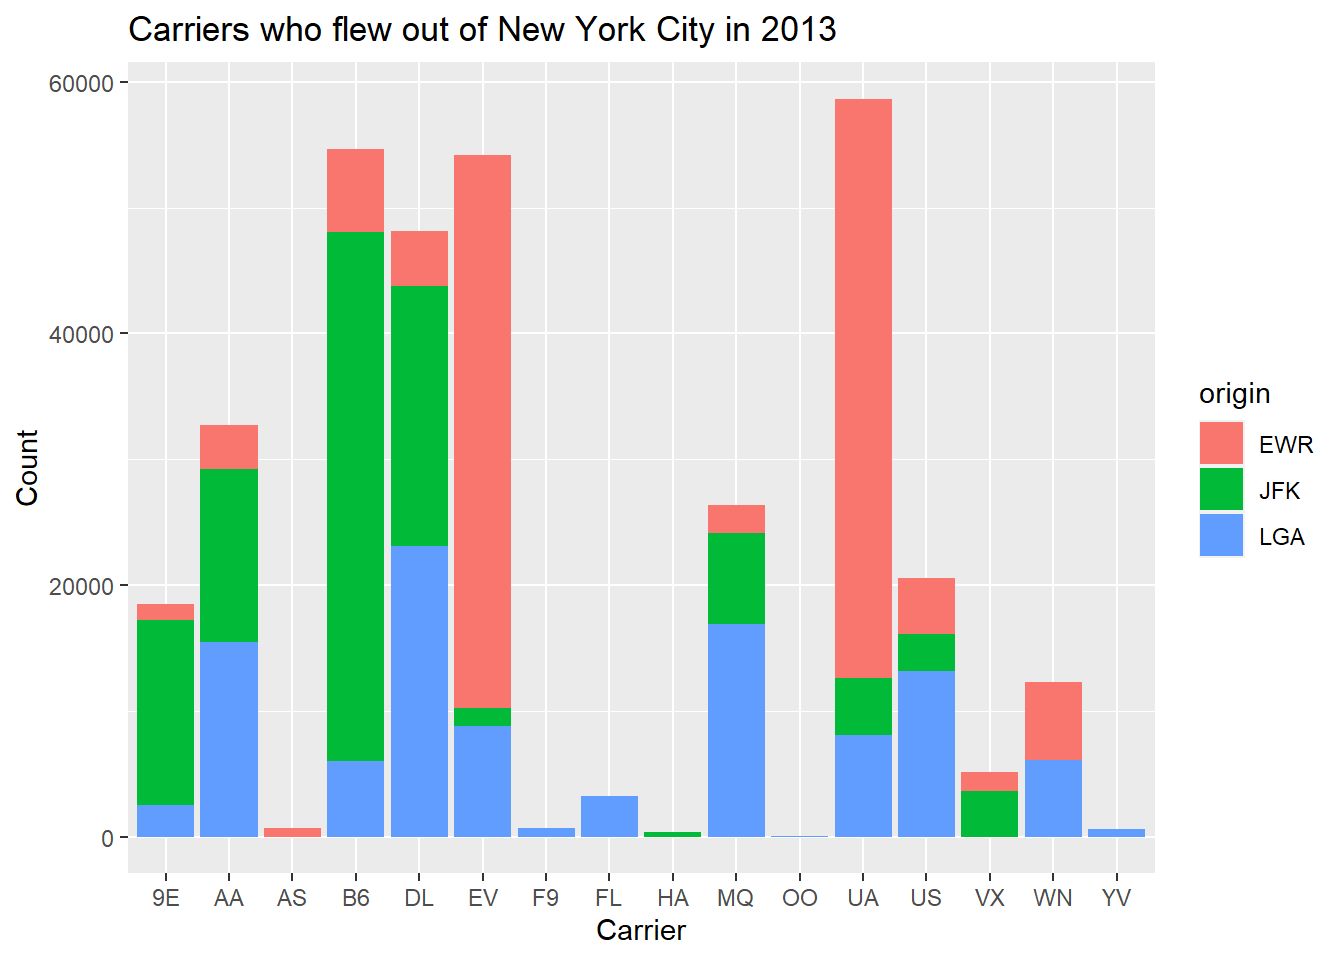 Carriers who flew out of New York City in 2013
60000
40000
20000
0
Count
9E AA AS B6 DL EV F9 FL HA MQ OO UA US VX WN YV
Carrier
origin
EWR
JFK
LGA